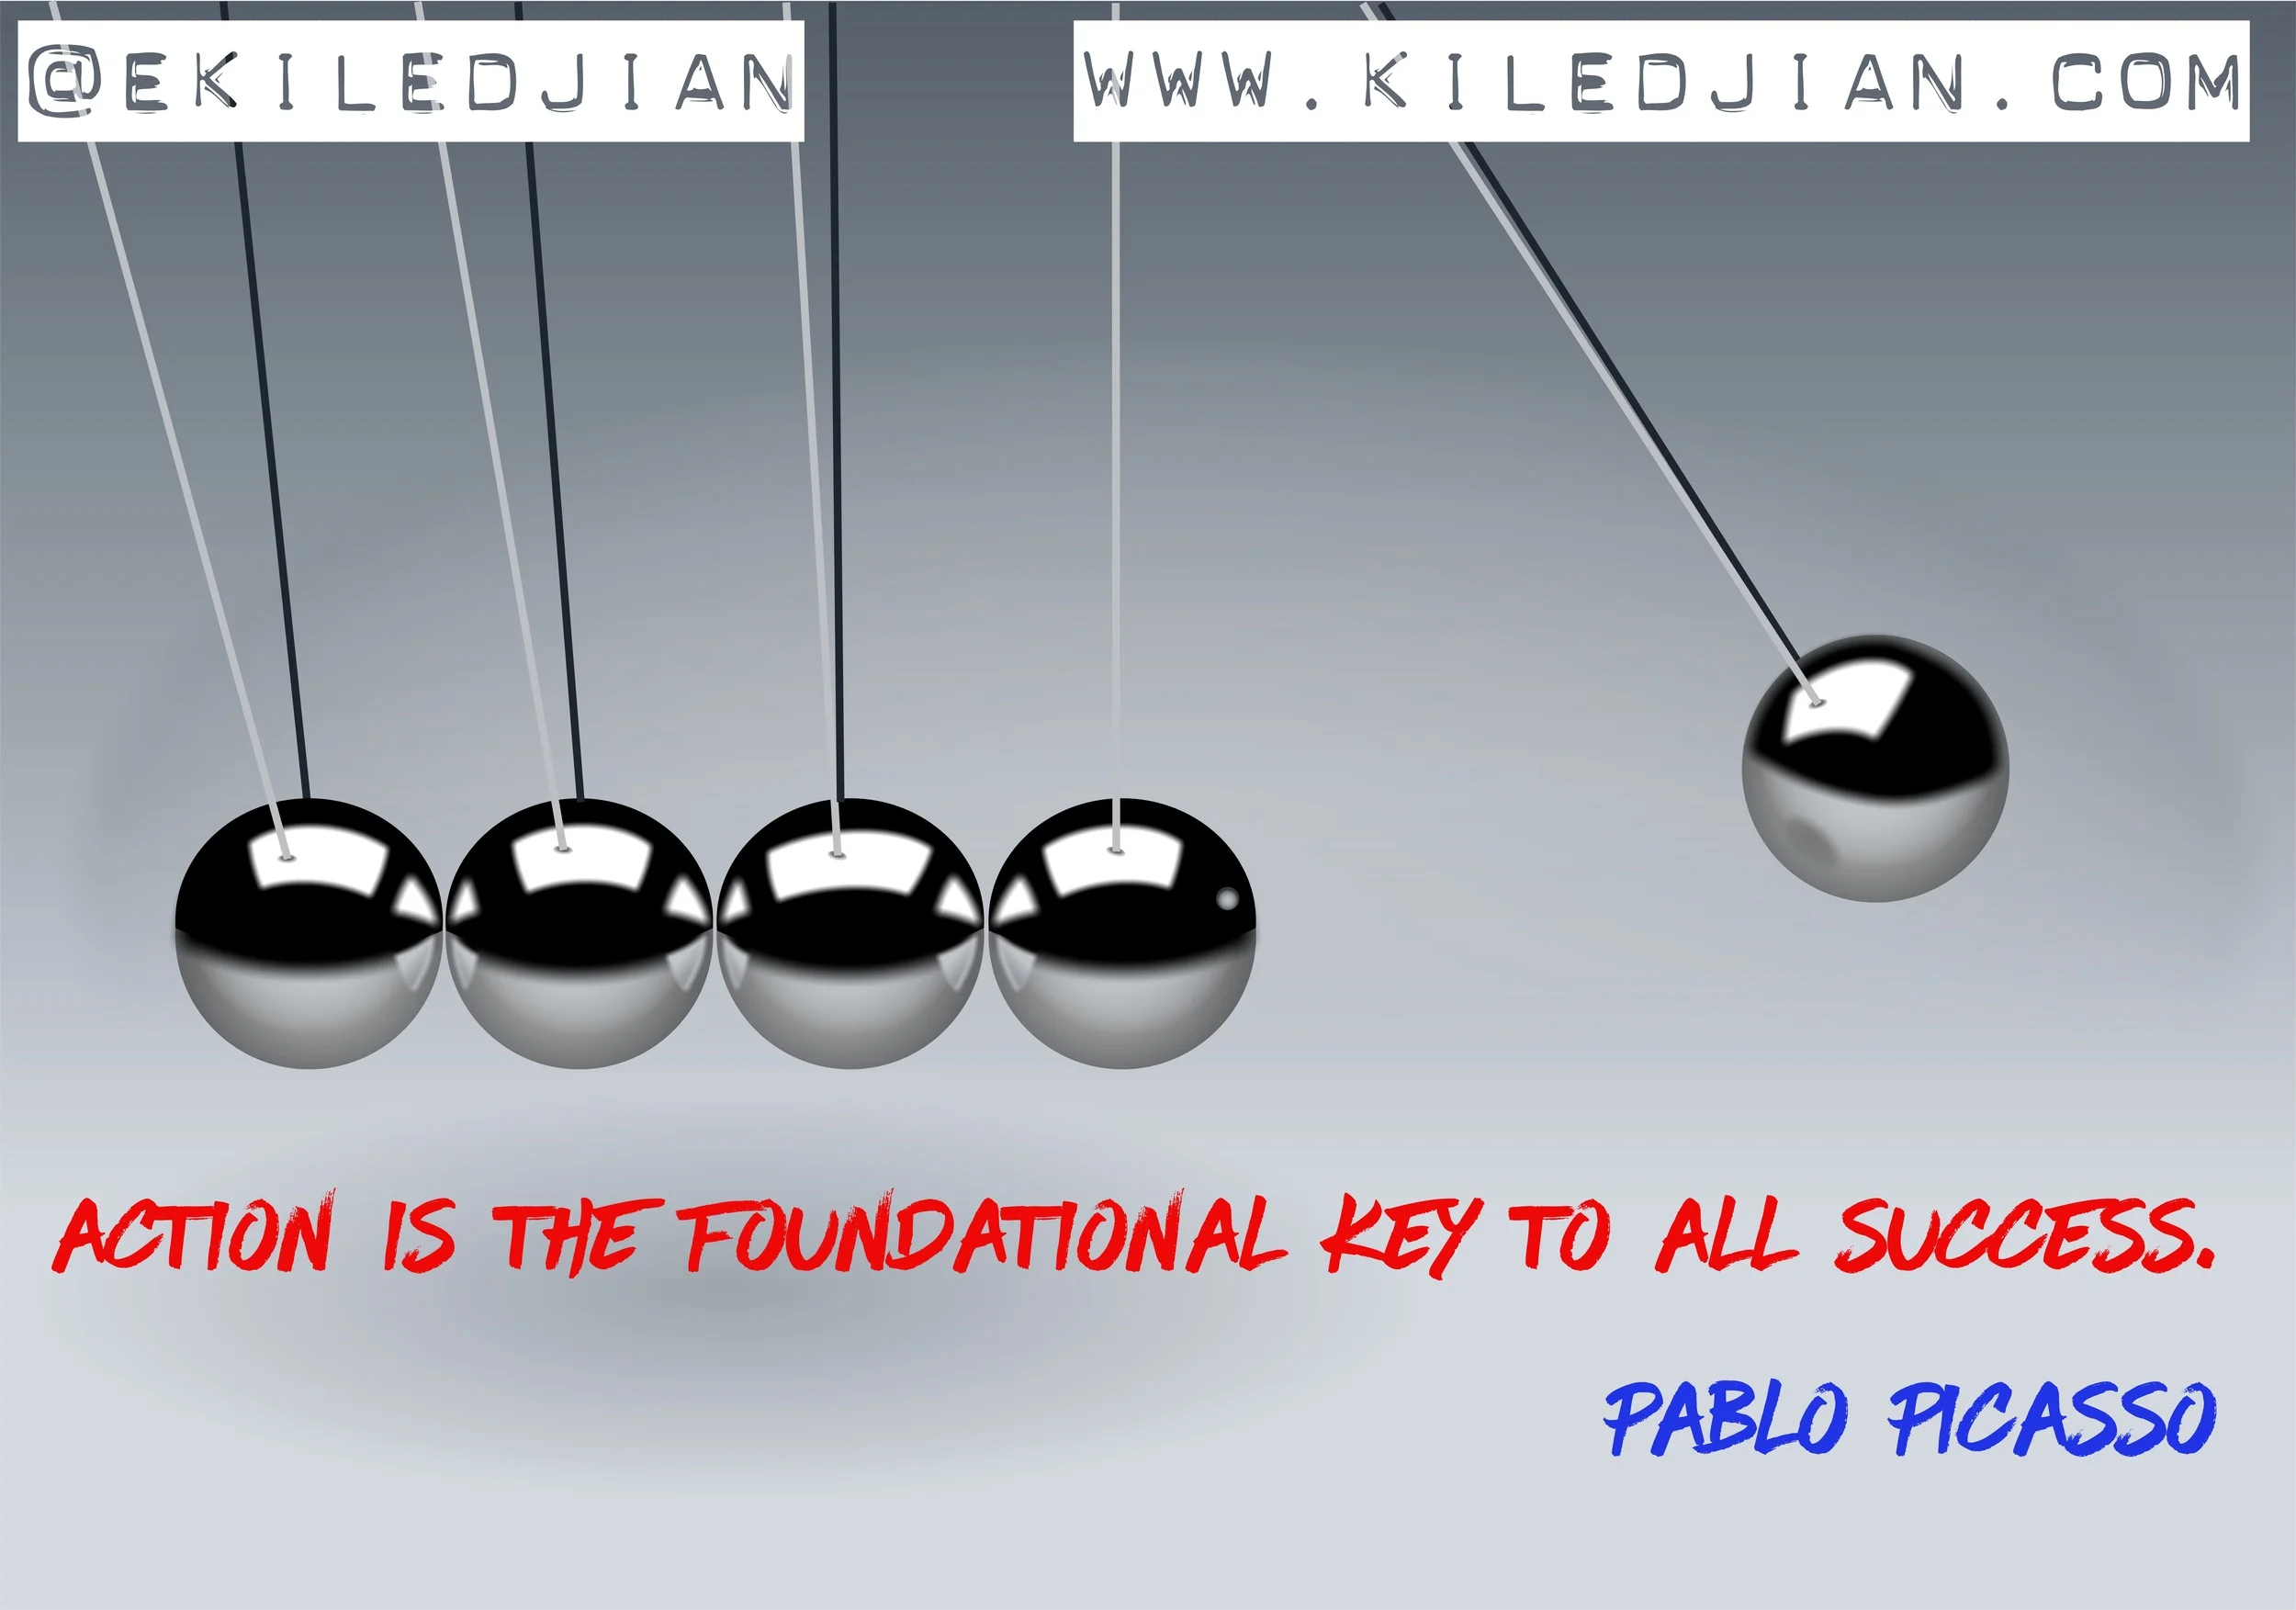 @EKILEDJIAN
WWW.KILEDJIAN.COM
ACTION IS THE FOUNDATIONAL KEY TO ALL SUCCESS.
PABLO PICASSO